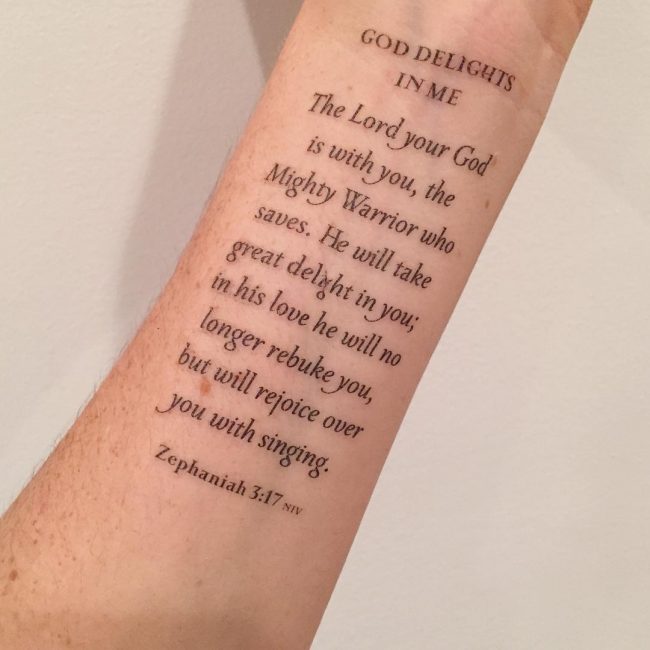 GOD DELIGHTS
IN ME
The Lord your God
is with you, the
Mighty Warrior who
saves. He will take
great delight in you;
in his love he will no
longer rebuke you,
but will rejoice over
you with singing.
Zephaniah 3:17 NIV